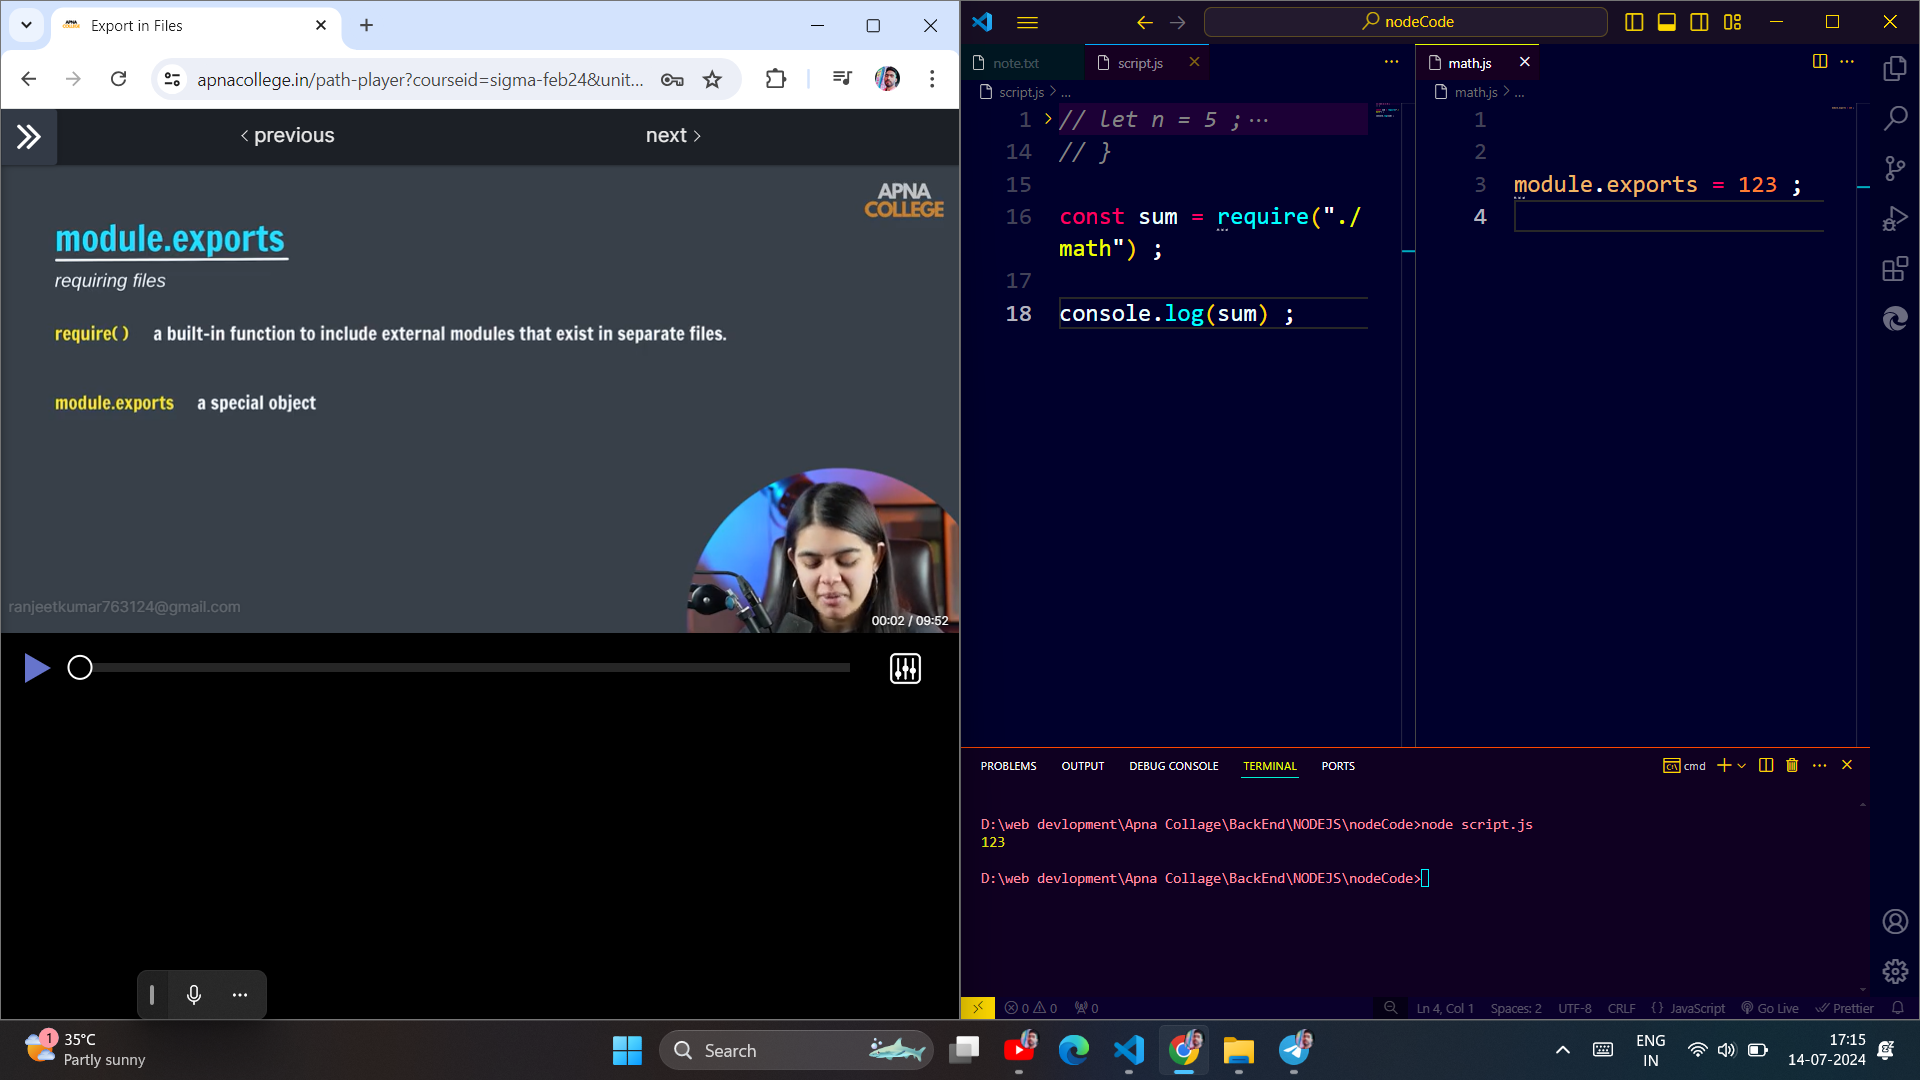 Export in Files
apnacollege.in/path-player?courseid=sigma-feb24&unit...
previous
next
APNA
COLLEGE
module.exports
requiring files
require( ) a built-in function to include external modules that exist in separate files.
module.exports a special object
ranjeetkumar763124@gmail.com
00:02 / 09:52
nodeCode
note.txt
script.js
math.js
script.js > ...
math.js > ...
1 // let n = 5 ;...
14 // }
15
16 const sum = require("./
math") ;
17
18 console.log(sum) ;
1
2
3 module.exports = 123 ;
4
PROBLEMS OUTPUT DEBUG CONSOLE TERMINAL PORTS
cmd
D:\web devlopment\Apna Collage\BackEnd\NODEJS\nodeCode>node script.js
123
D:\web devlopment\Apna Collage\BackEnd\NODEJS\nodeCode>
0 0 0
Ln 4, Col 1 Spaces: 2 UTF-8 CRLF {} JavaScript Go Live Prettier
1
35°C
Partly sunny
Search
ENG
IN
17:15
14-07-2024